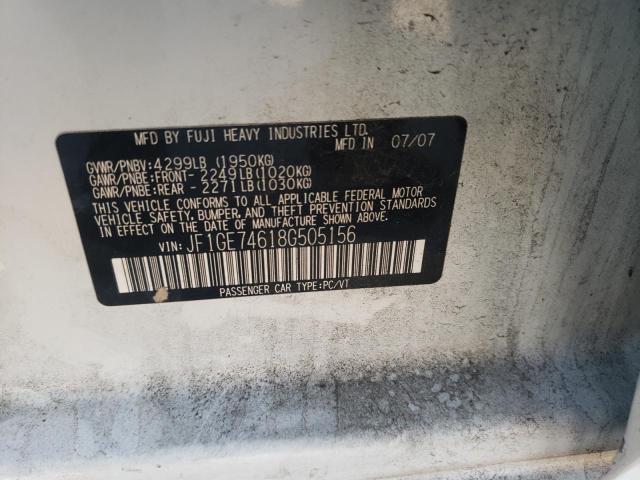 MFD BY FUJI HEAVY INDUSTRIES LTD.
MFD IN 07/07
GVWR/PNBV:4299LB (1950KG)
GAWR/PNBE:FRONT- 2249LB(1020KG)
GAWR/PNBE:REAR - 2271LB(1030KG)
THIS VEHICLE CONFORMS TO ALL APPLICABLE FEDERAL MOTOR
VEHICLE SAFETY, BUMPER, AND THEFT PREVENTION STANDARDS
IN EFFECT ON THE DATE OF MANUFACTURE SHOWN ABOVE.
VIN: JF1GE74618G505156
PASSENGER CAR TYPE:PC/VT